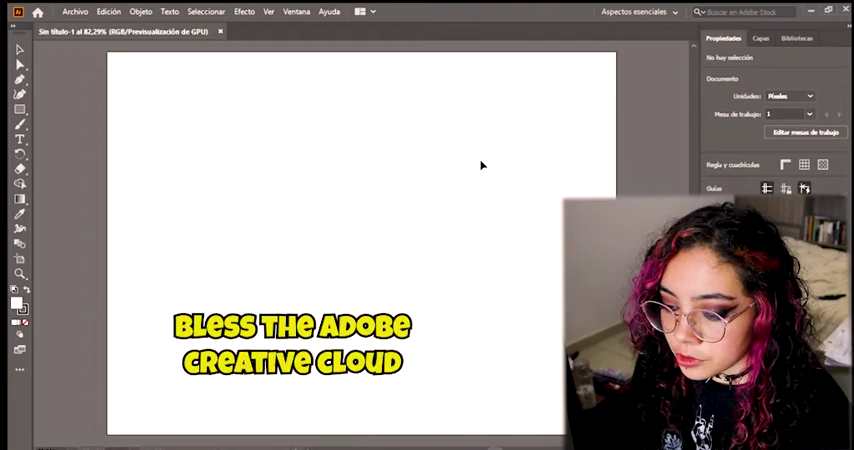 Ai Archivo Edición Objeto Texto Seleccionar Efecto Ver Ventana Ayuda Aspectos esenciales Buscar en Adobe Stock
Sin título-1 al 82,29% (RGB/Previsualización de GPU)
Propiedades Capas Bibliotecas
No hay selección
Documento
Unidades: Píxeles
Mesa de trabajo: 1
Editar mesas de trabajo
Regla y cuadrículas
Guías
BLESS THE ADOBE
CREATIVE CLOUD